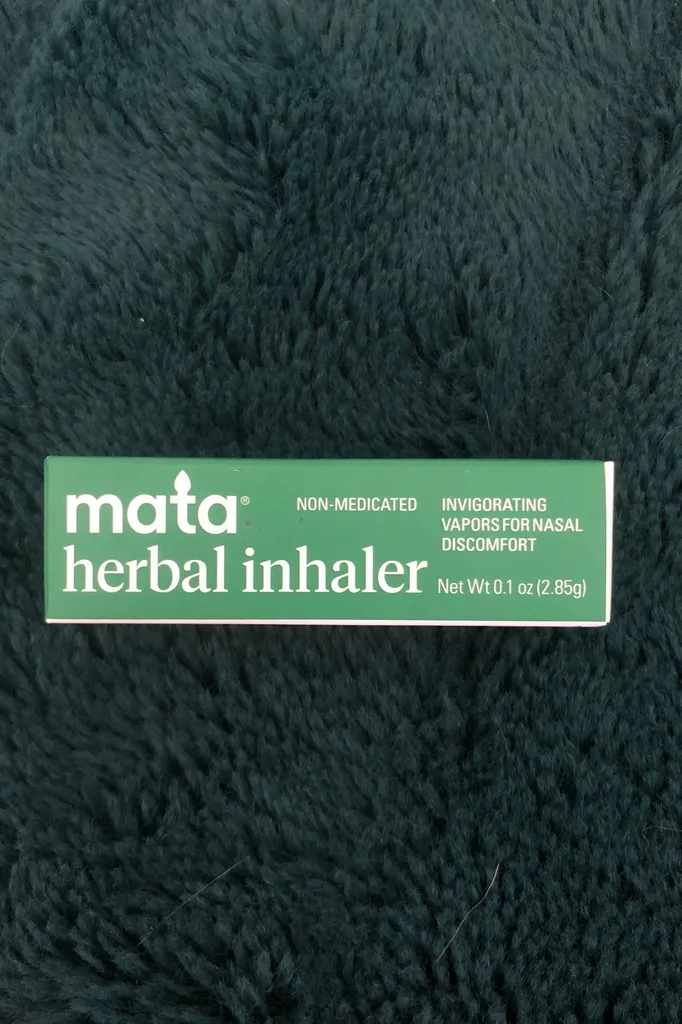 mata®
herbal inhaler
NON-MEDICATED
INVIGORATING
VAPORS FOR NASAL
DISCOMFORT
Net Wt 0.1 oz (2.85g)